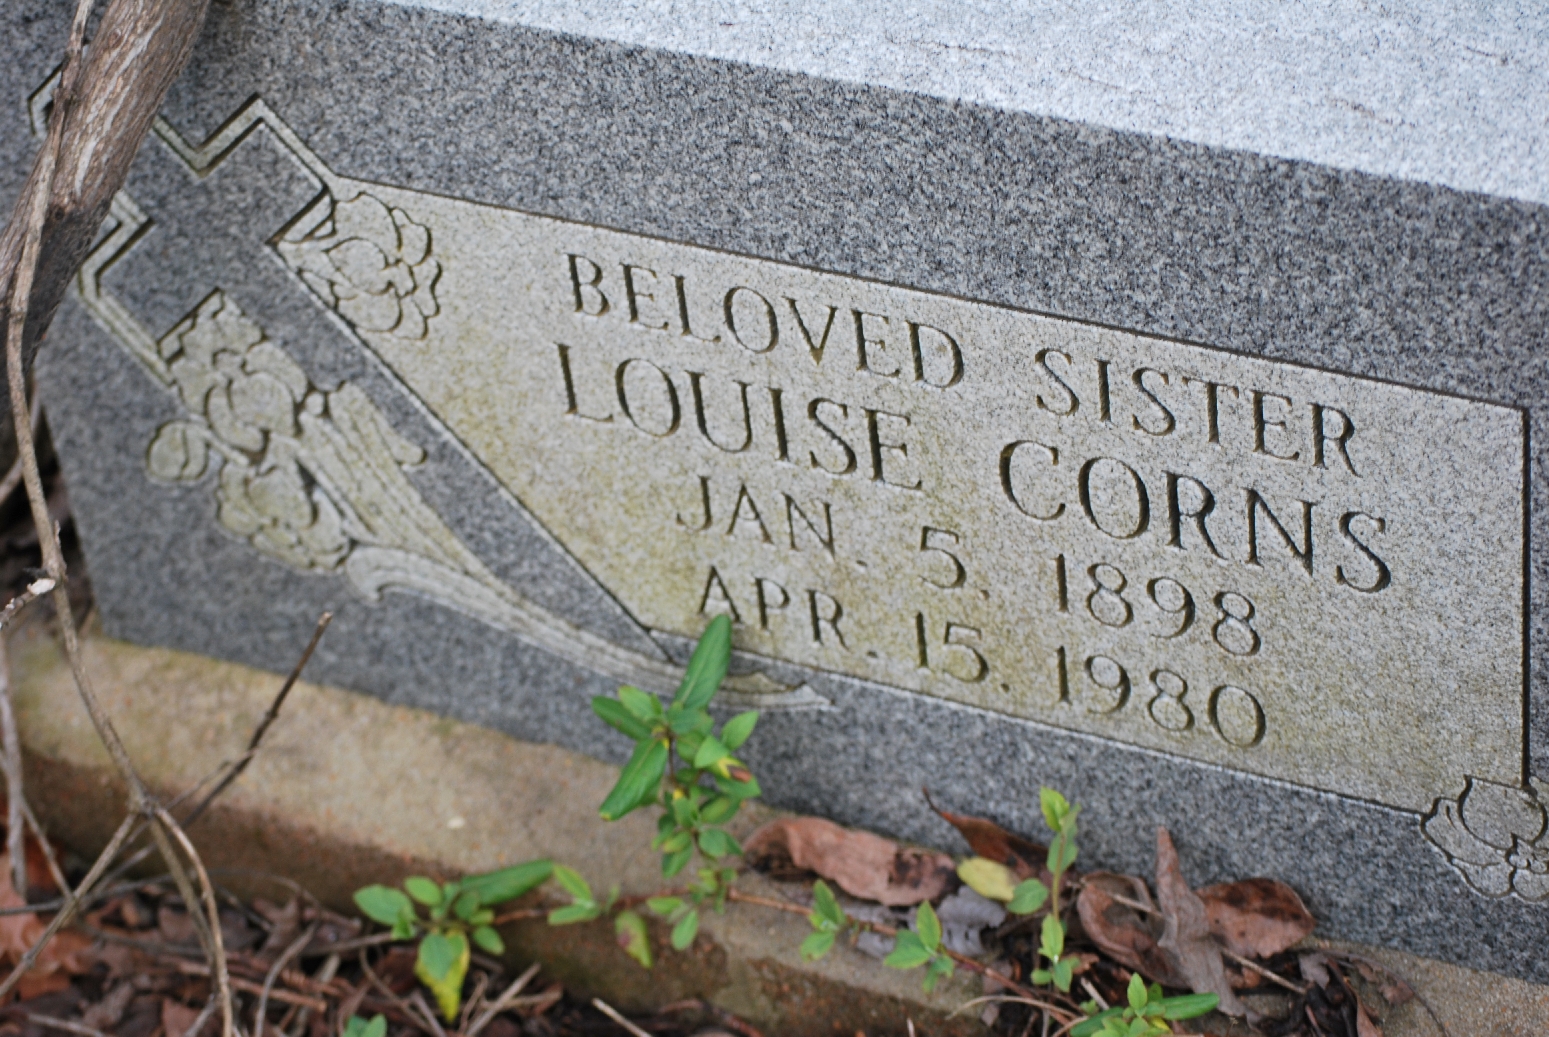 BELOVED SISTER
LOUISE CORNS
JAN. 5. 1898
APR. 15. 1980